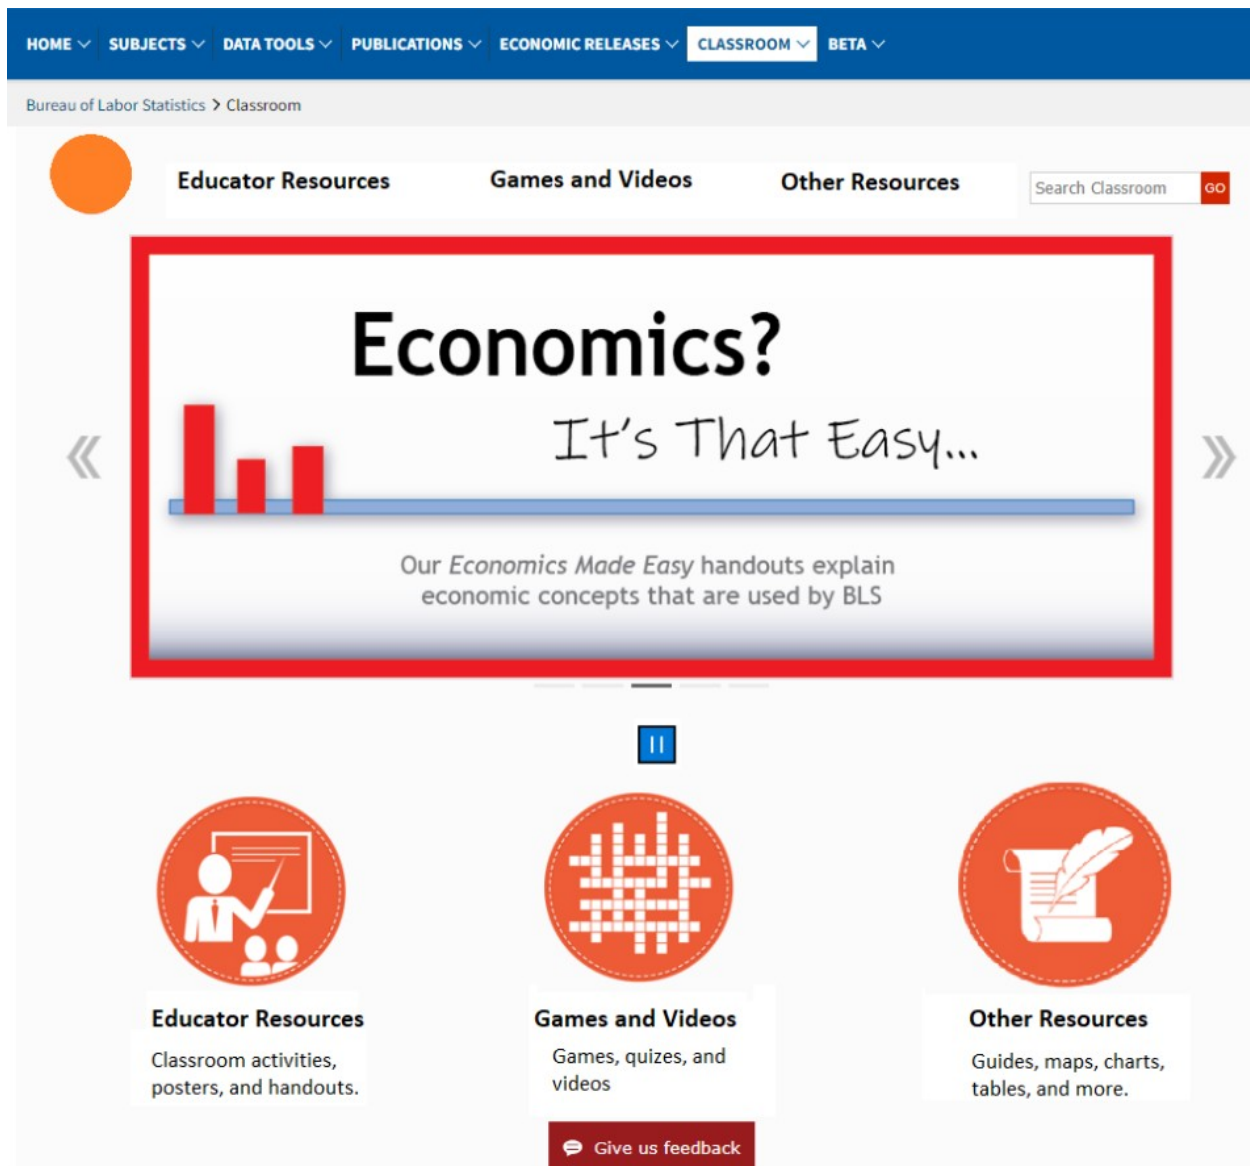 HOME SUBJECTS DATA TOOLS PUBLICATIONS ECONOMIC RELEASES CLASSROOM BETA
Bureau of Labor Statistics > Classroom
Educator Resources Games and Videos Other Resources Search Classroom GO
Economics?
It's That Easy...
Our Economics Made Easy handouts explain
economic concepts that are used by BLS
Educator Resources
Classroom activities,
posters, and handouts.
Games and Videos
Games, quizes, and
videos
Other Resources
Guides, maps, charts,
tables, and more.
Give us feedback